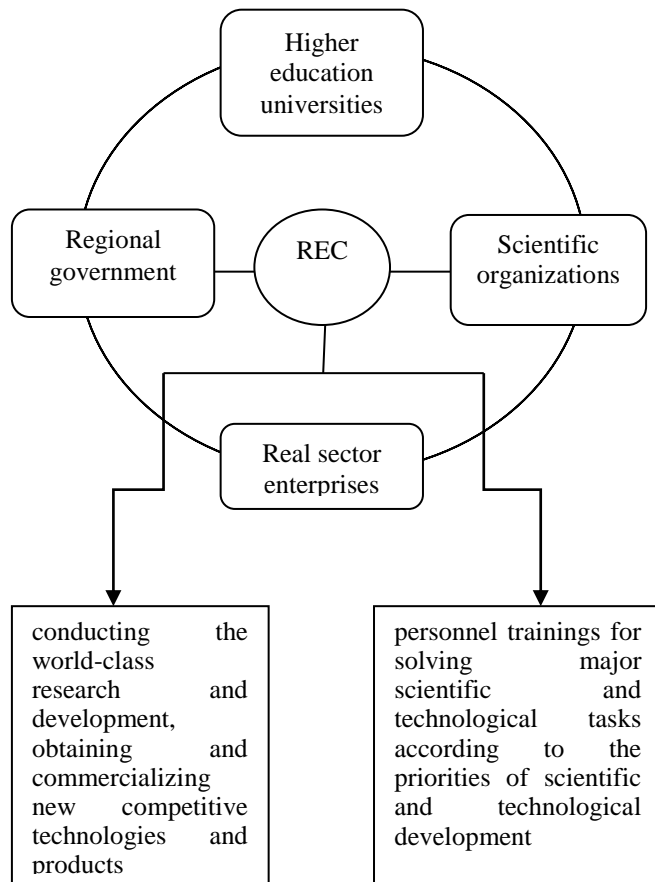 Higher
education
universities
Regional
government
REC
Scientific
organizations
Real sector
enterprises
conducting the
world-class
research and
development,
obtaining and
commercializing
new competitive
technologies and
products
personnel trainings for
solving major
scientific and
technological tasks
according to the
priorities of scientific
and technological
development